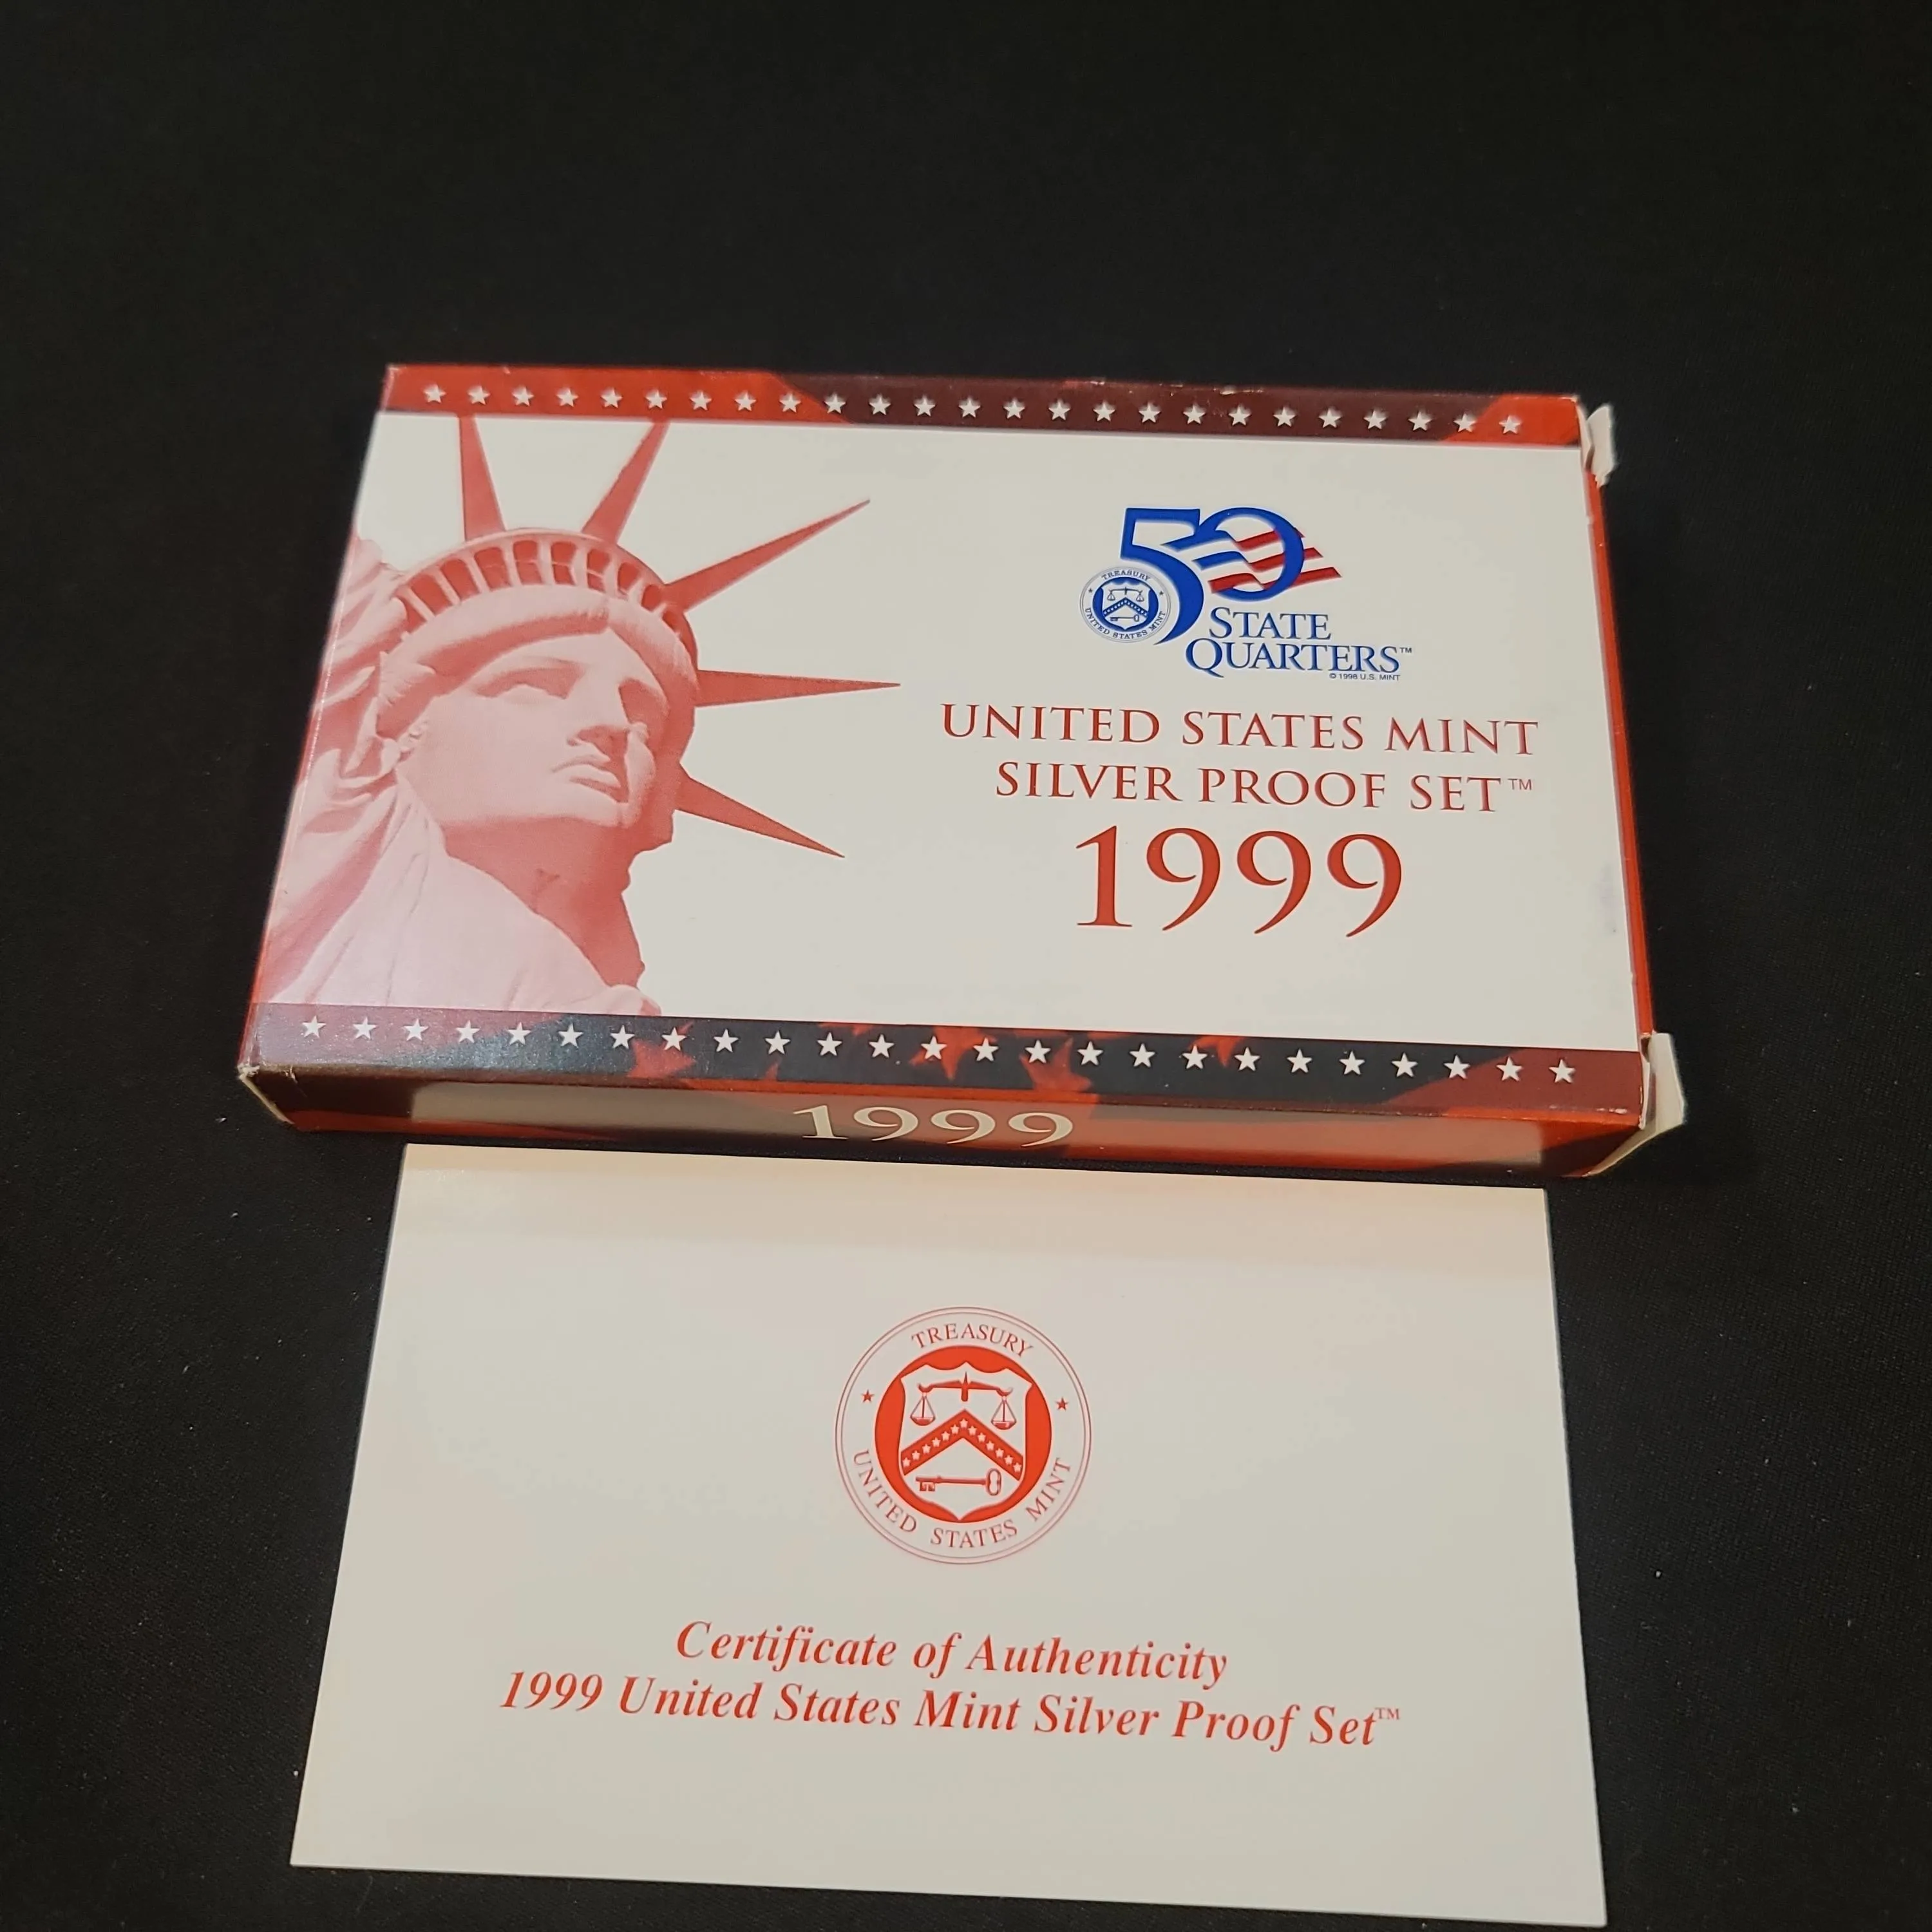 50
TREASURY
UNITED STATES MINT
STATE
QUARTERS™
© 1998 U.S. MINT
UNITED STATES MINT
SILVER PROOF SET™
1999
1999
TREASURY
UNITED STATES MINT
Certificate of Authenticity
1999 United States Mint Silver Proof Set™